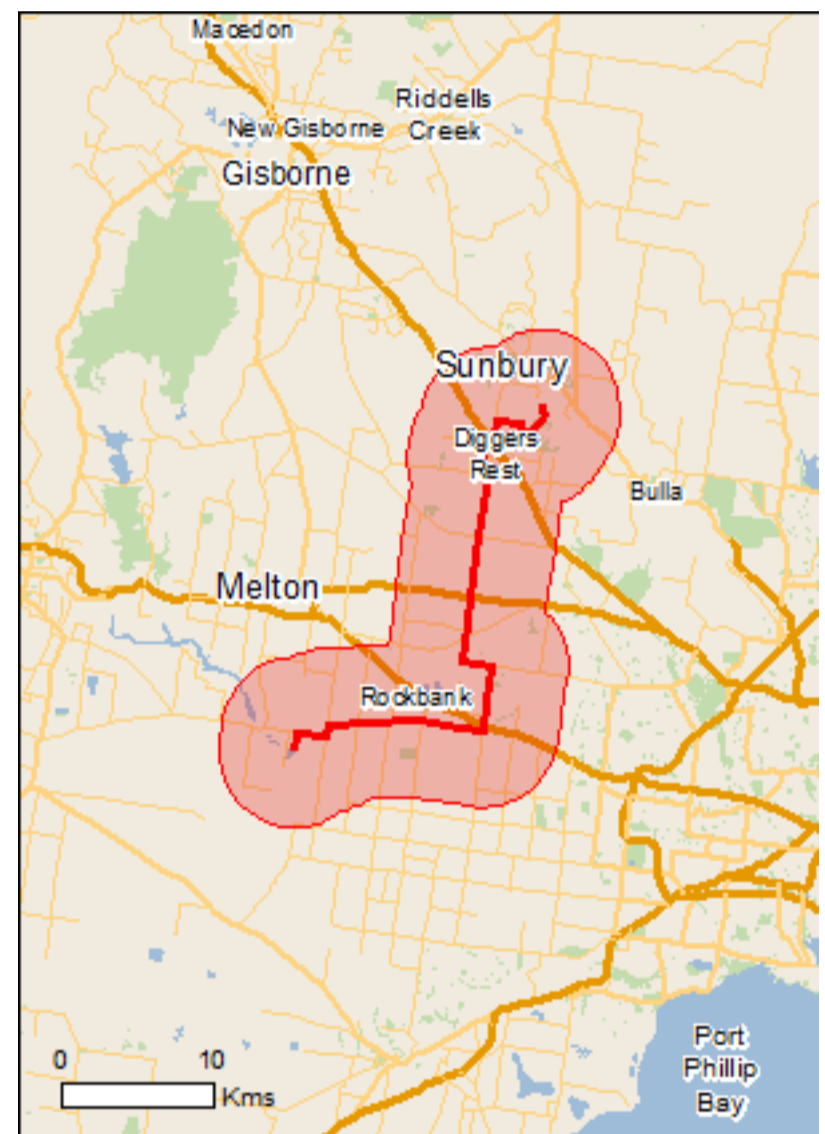 Macedon
Riddells
Creek
New Gisborne
Gisborne
Sunbury
Diggers
Rest
Bulla
Melton
Rockbank
Port
Phillip
Bay
0 10
Kms